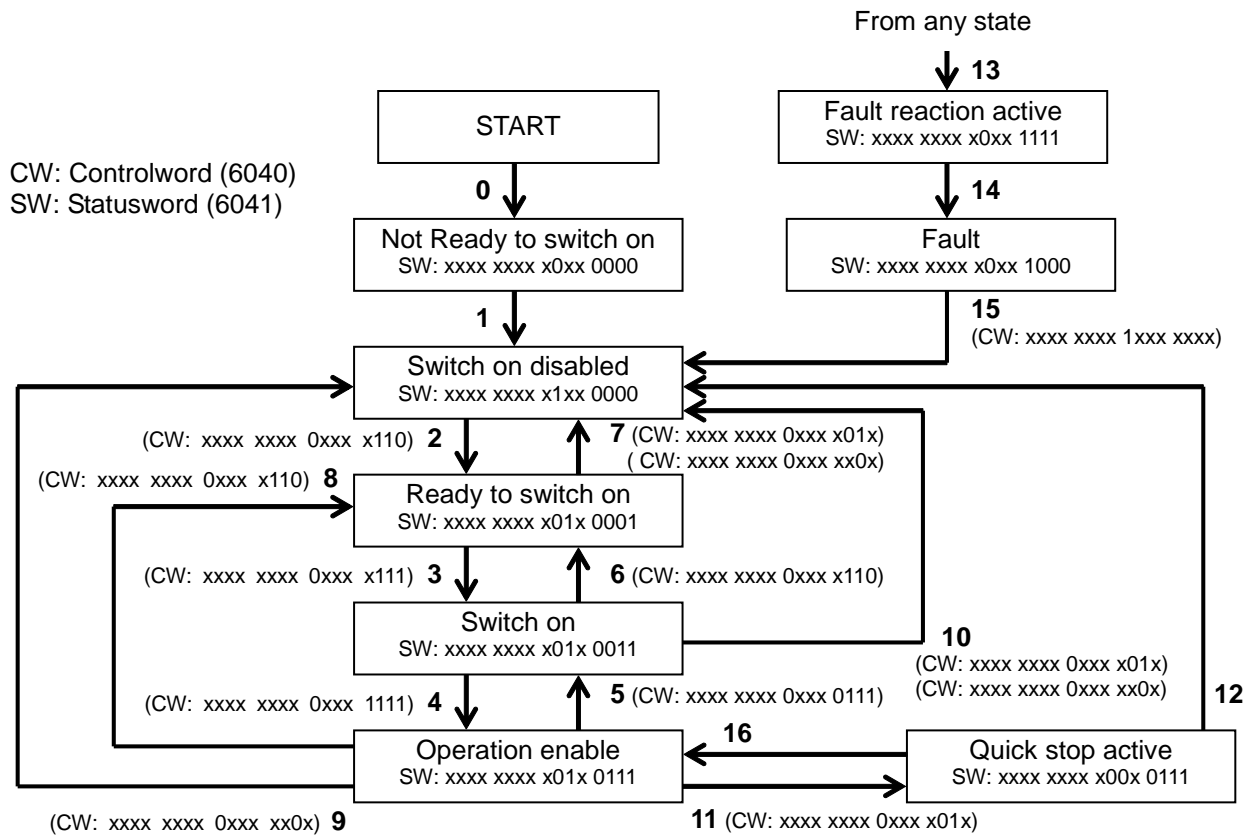 From any state
13
START
Fault reaction active
SW: xxxx xxxx x0xx 1111
CW: Controlword (6040)
SW: Statusword (6041)
0
14
Not Ready to switch on
SW: xxxx xxxx x0xx 0000
Fault
SW: xxxx xxxx x0xx 1000
1
15
(CW: xxxx xxxx 1xxx xxxx)
Switch on disabled
SW: xxxx xxxx x1xx 0000
(CW: xxxx xxxx 0xxx x110) 2
7 (CW: xxxx xxxx 0xxx x01x)
( CW: xxxx xxxx 0xxx xx0x)
(CW: xxxx xxxx 0xxx x110) 8
Ready to switch on
SW: xxxx xxxx x01x 0001
(CW: xxxx xxxx 0xxx x111) 3
6 (CW: xxxx xxxx 0xxx x110)
Switch on
SW: xxxx xxxx x01x 0011
10
(CW: xxxx xxxx 0xxx x01x)
(CW: xxxx xxxx 0xxx xx0x)
12
(CW: xxxx xxxx 0xxx 1111) 4
5 (CW: xxxx xxxx 0xxx 0111)
16
Operation enable
SW: xxxx xxxx x01x 0111
Quick stop active
SW: xxxx xxxx x00x 0111
(CW: xxxx xxxx 0xxx xx0x) 9
11 (CW: xxxx xxxx 0xxx x01x)